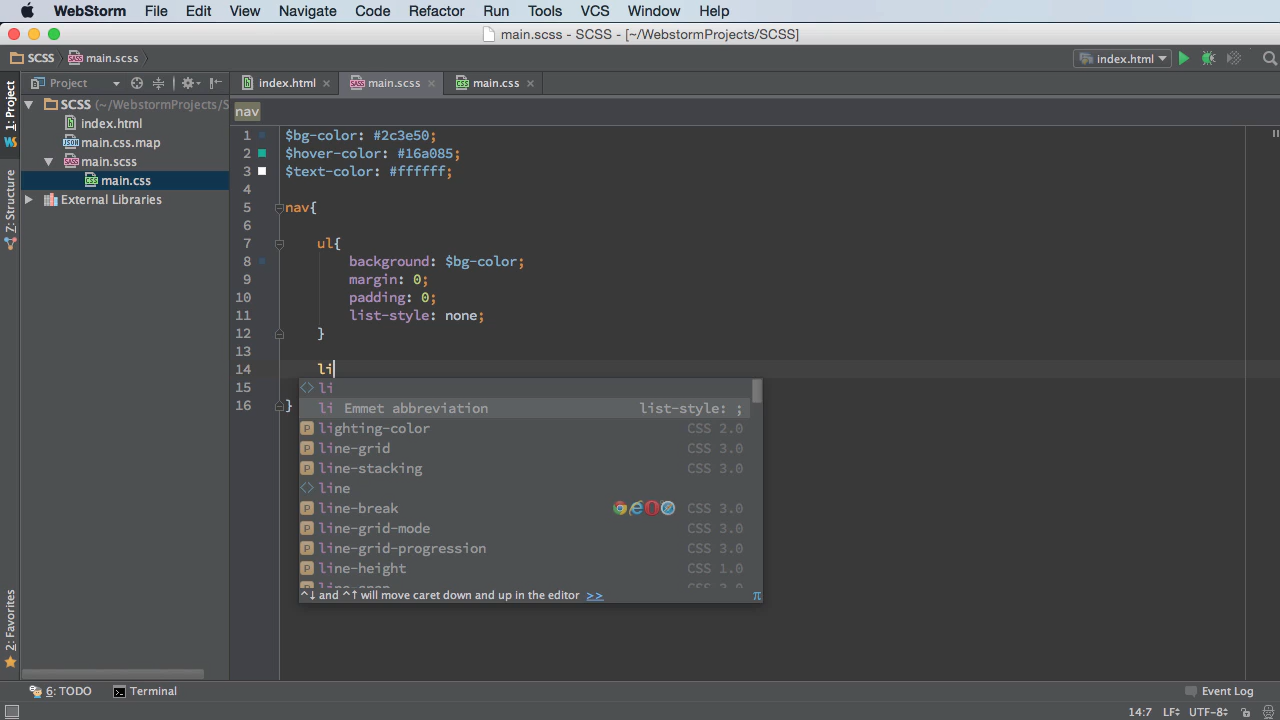 WebStorm File Edit View Navigate Code Refactor Run Tools VCS Window Help
main.scss - SCSS - [~/WebstormProjects/SCSS]
SCSS main.scss index.html
Project index.html main.scss main.css
1: Project
Z: Structure
2: Favorites
SCSS (~/WebstormProjects/S
index.html
main.css.map
main.scss
main.css
External Libraries
nav
1 $bg-color: #2c3e50;
2 $hover-color: #16a085;
3 $text-color: #ffffff;
4
5 nav{
6
7 ul{
8 background: $bg-color;
9 margin: 0;
10 padding: 0;
11 list-style: none;
12 }
13
14 li
15
16 }
<> li
li Emmet abbreviation list-style: ;
P lighting-color CSS 2.0
P line-grid CSS 3.0
P line-stacking CSS 3.0
<> line
P line-break CSS 3.0
P line-grid-mode CSS 3.0
P line-grid-progression CSS 3.0
P line-height CSS 1.0
^↓ and ^↑ will move caret down and up in the editor >> π
6: TODO Terminal Event Log
14:7 LF UTF-8